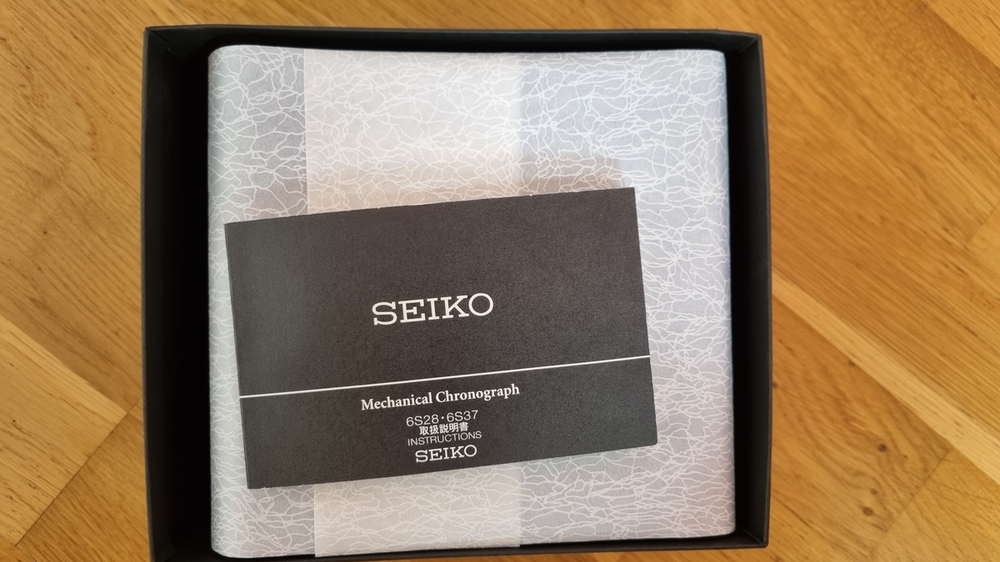 SEIKO
Mechanical Chronograph
6S28・6S37
取扱説明書
INSTRUCTIONS
SEIKO